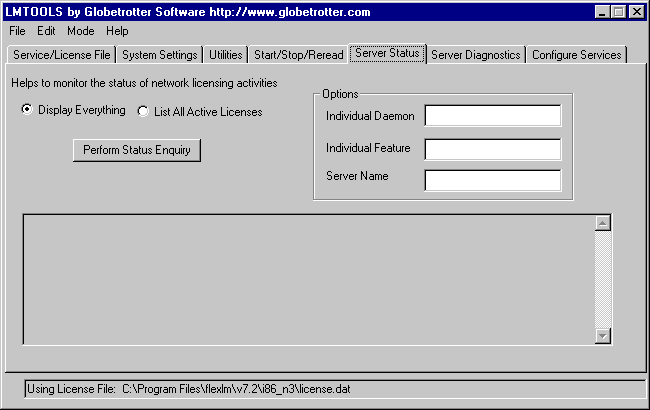 LMTOOLS by Globetrotter Software http://www.globetrotter.com
File Edit Mode Help
Service/License File System Settings Utilities Start/Stop/Reread Server Status Server Diagnostics Configure Services
Helps to monitor the status of network licensing activities
Display Everything List All Active Licenses
Perform Status Enquiry
Options
Individual Daemon
Individual Feature
Server Name
Using License File: C:\Program Files\flexlm\v7.2\i86_n3\license.dat